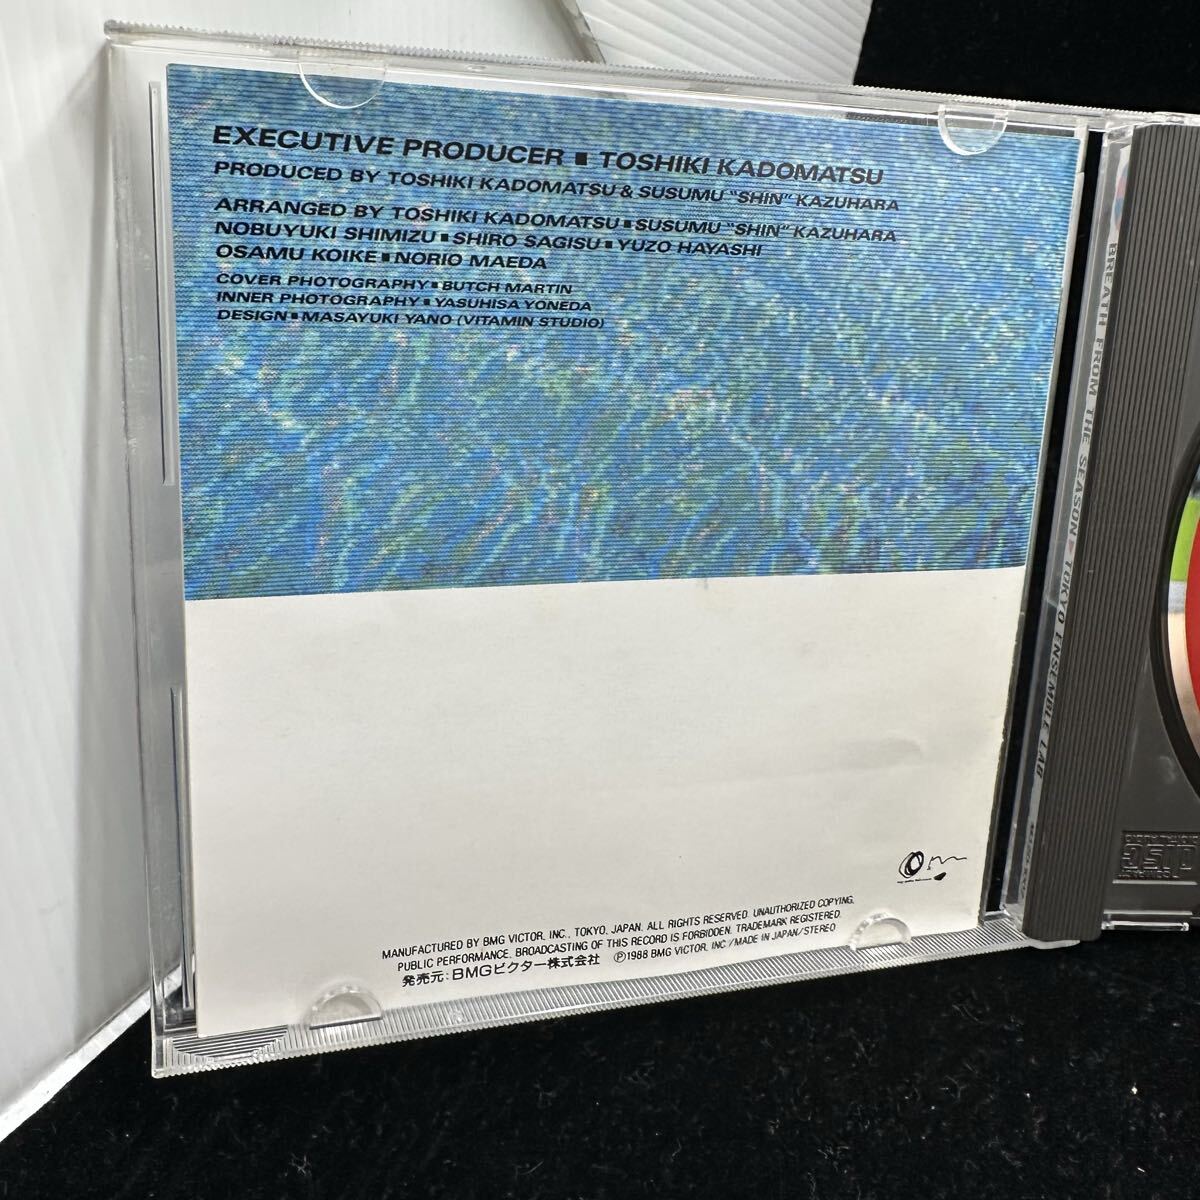 EXECUTIVE PRODUCER ■ TOSHIKI KADOMATSU
PRODUCED BY TOSHIKI KADOMATSU & SUSUMU "SHIN" KAZUHARA
ARRANGED BY TOSHIKI KADOMATSU ■ SUSUMU "SHIN" KAZUHARA
NOBUYUKI SHIMIZU ■ SHIRO SAGISU ■ YUZO HAYASHI
OSAMU KOIKE ■ NORIO MAEDA
COVER PHOTOGRAPHY ■ BUTCH MARTIN
INNER PHOTOGRAPHY ■ YASUHISA YONEDA
DESIGN ■ MASAYUKI YANO (VITAMIN STUDIO)
MANUFACTURED BY BMG VICTOR, INC., TOKYO, JAPAN. ALL RIGHTS RESERVED. UNAUTHORIZED COPYING,
PUBLIC PERFORMANCE, BROADCASTING OF THIS RECORD IS FORBIDDEN. TRADEMARK REGISTERED.
発売元:BMGビクター株式会社 ℗1988 BMG VICTOR, INC./MADE IN JAPAN/STEREO
BREATH FROM THE SEASON TOKYO ENSEMBLE LAB
COMPACT
DISC
DIGITAL AUDIO